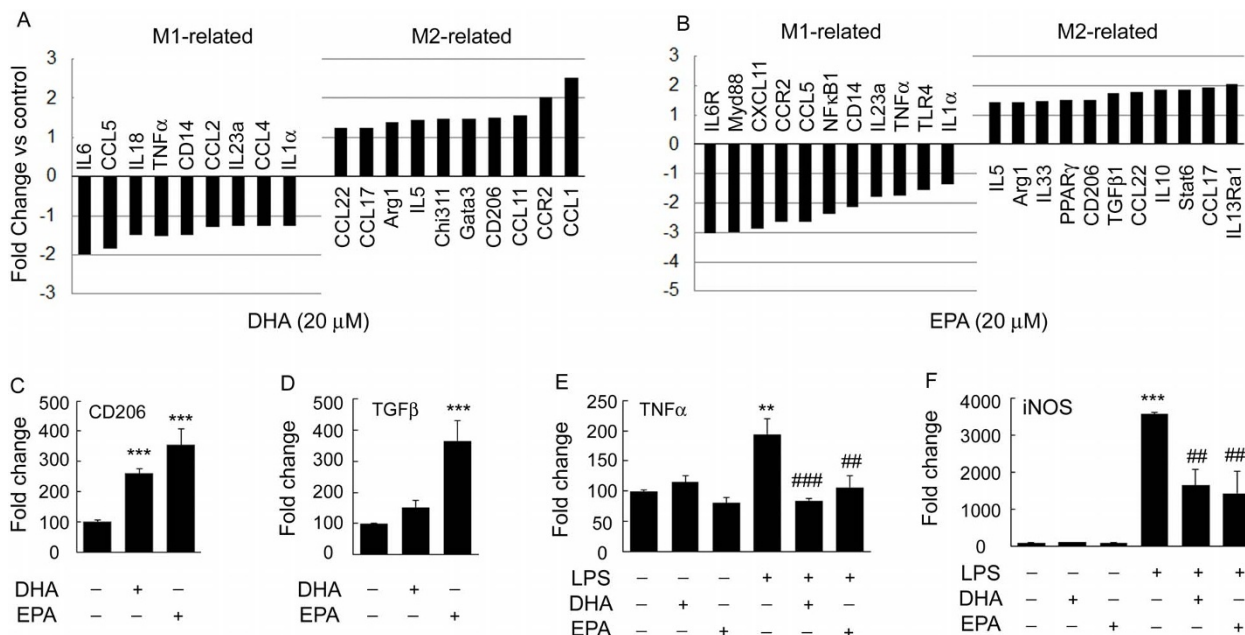 A
M1-related
M2-related
Fold Change vs control
3
2
1
0
-1
-2
-3
IL6
CCL5
IL18
TNFα
CD14
CCL2
IL23a
CCL4
IL1α
CCL22
CCL17
Arg1
IL5
Chi311
Gata3
CD206
CCL11
CCR2
CCL1
DHA (20 μM)
B
M1-related
M2-related
3
2
1
0
-1
-2
-3
-4
-5
IL6R
Myd88
CXCL11
CCR2
CCL5
NFκB1
CD14
IL23a
TNFα
TLR4
IL1α
IL5
Arg1
IL33
PPARγ
CD206
TGFβ1
CCL22
IL10
Stat6
CCL17
IL13Ra1
EPA (20 μM)
C
CD206
Fold change
500
400
300
200
100
0
*** ***
DHA – + –
EPA – – +
D
TGFβ
Fold change
500
400
300
200
100
0
***
DHA – + –
EPA – – +
E
TNFα
Fold change
250
200
150
100
50
0
** ### ##
LPS – – – + + +
DHA – + – – + –
EPA – – + – – +
F
iNOS
Fold change
4000
3000
2000
1000
0
*** ## ##
LPS – – – + + +
DHA – + – – + –
EPA – – + – – +